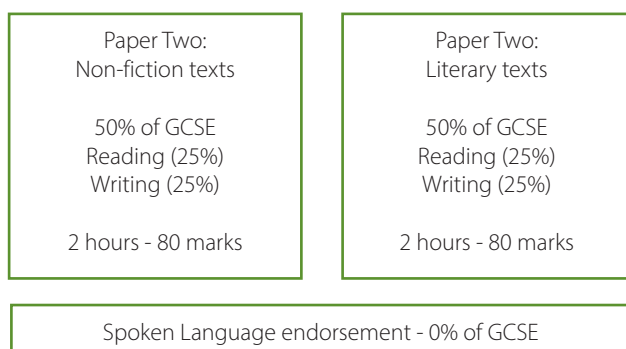 Paper Two:
Non-fiction texts
50% of GCSE
Reading (25%)
Writing (25%)
2 hours - 80 marks
Paper Two:
Literary texts
50% of GCSE
Reading (25%)
Writing (25%)
2 hours - 80 marks
Spoken Language endorsement - 0% of GCSE